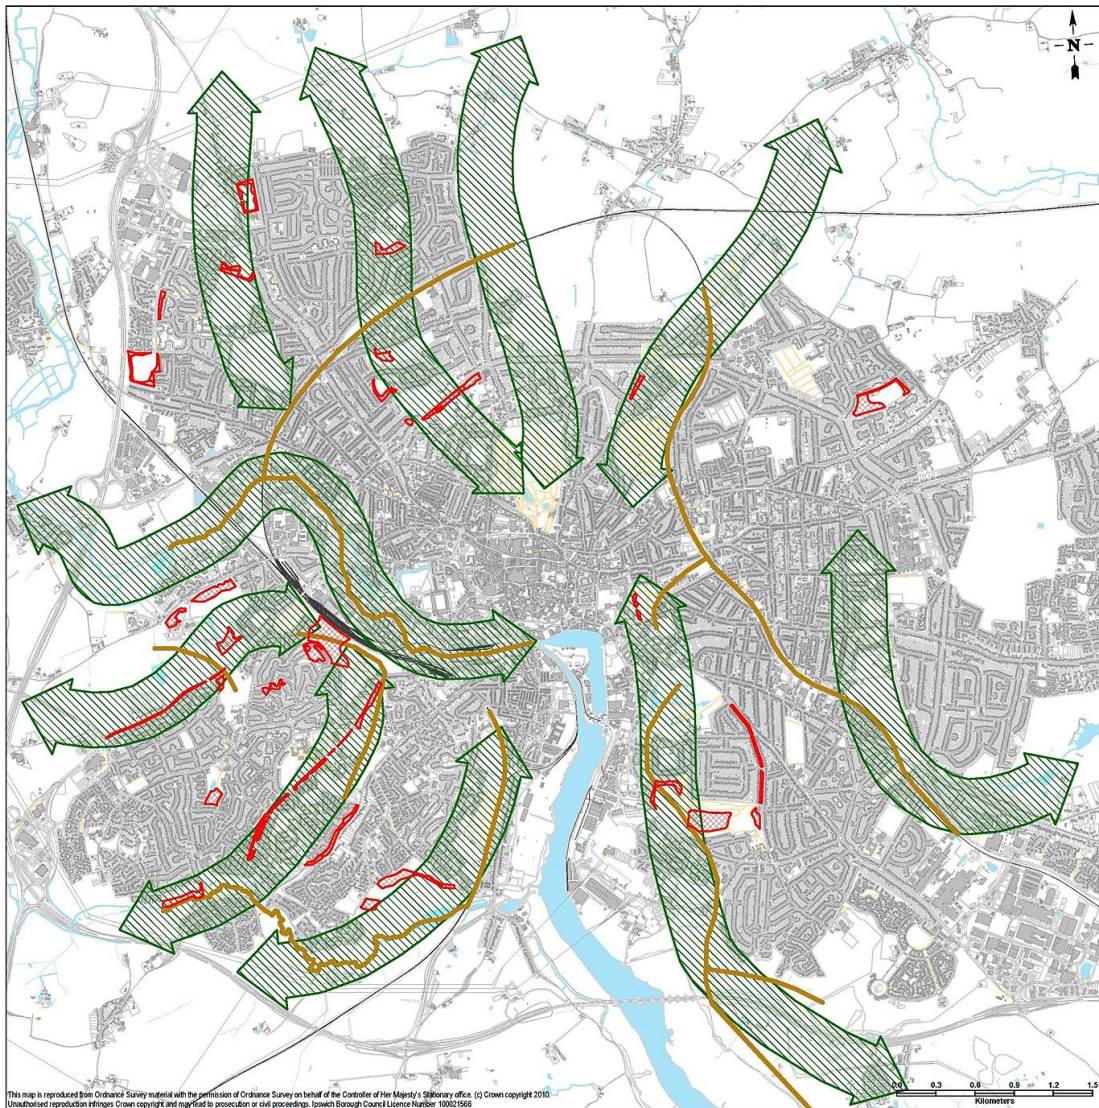 N
0.0 0.3 0.6 0.9 1.2 1.5
Kilometers
This map is reproduced from Ordnance Survey material with the permission of Ordnance Survey on behalf of the Controller of Her Majesty's Stationary office. (c) Crown copyright 2010.
Unauthorised reproduction infringes Crown copyright and may lead to prosecution or civil proceedings. Ipswich Borough Council Licence Number 100021566